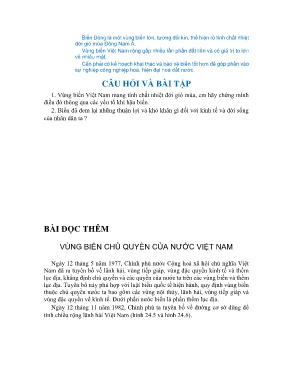 Biển Đông là một vùng biển lớn, tương đối kín, thể hiện rõ tính chất nhiệt
đới gió mùa Đông Nam Á.
Vùng biển Việt Nam rộng gấp nhiều lần phần đất liền và có giá trị to lớn
về nhiều mặt.
Cần phải có kế hoạch khai thác và bảo vệ biển tốt hơn để góp phần vào
sự nghiệp công nghiệp hoá, hiện đại hoá đất nước.
CÂU HỎI VÀ BÀI TẬP
1. Vùng biển Việt Nam mang tính chất nhiệt đới gió mùa, em hãy chứng minh
điều đó thông qua các yếu tố khí hậu biển.
2. Biển đã đem lại những thuận lợi và khó khăn gì đối với kinh tế và đời sống
của nhân dân ta ?
BÀI ĐỌC THÊM
VÙNG BIỂN CHỦ QUYỀN CỦA NƯỚC VIỆT NAM
Ngày 12 tháng 5 năm 1977, Chính phủ nước Cộng hoà xã hội chủ nghĩa Việt
Nam đã ra tuyên bố về lãnh hải, vùng tiếp giáp, vùng đặc quyền kinh tế và thềm
lục địa, khẳng định chủ quyền và các quyền của nước ta trên các vùng biển và thềm
lục địa. Tuyên bố này phù hợp với luật biển quốc tế hiện hành, quy định vùng biển
thuộc chủ quyền nước ta bao gồm các vùng nội thủy, lãnh hải, vùng tiếp giáp và
vùng đặc quyền về kinh tế. Dưới phần nước biển là phần thềm lục địa.
Ngày 12 tháng 11 năm 1982, Chính phủ ta tuyên bố về đường cơ sở dùng để
tính chiều rộng lãnh hải Việt Nam (hình 24.5 và hình 24.6).